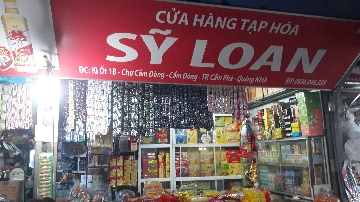 CỬA HÀNG TẠP HÓA
SỸ LOAN
ĐC: Ki Ốt 18 - Chợ Cẩm Đông - Cẩm Đông - TP. Cẩm Phả - Quảng Ninh